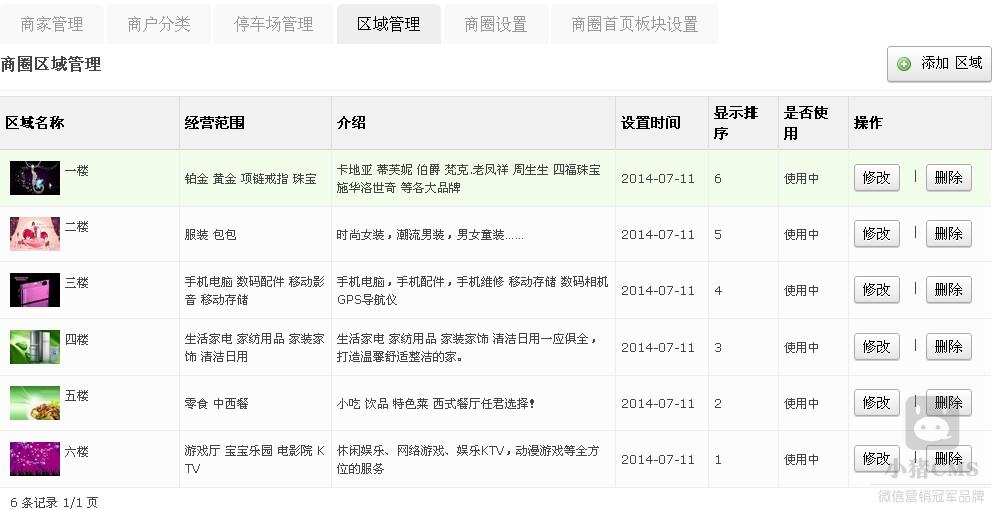 商家管理 商户分类 停车场管理 区域管理 商圈设置 商圈首页板块设置
商圈区域管理 添加 区域
区域名称 经营范围 介绍 设置时间 显示排序 是否使用 操作
一楼 铂金 黄金 项链戒指 珠宝 卡地亚 蒂芙妮 伯爵 梵克.老凤祥 周生生 四福珠宝 施华洛世奇 等各大品牌 2014-07-11 6 使用中 修改 | 删除
二楼 服装 包包 时尚女装，潮流男装，男女童装...... 2014-07-11 5 使用中 修改 | 删除
三楼 手机电脑 数码配件 移动影音 移动存储 手机电脑，手机配件，手机维修 移动存储 数码相机 GPS导航仪 2014-07-11 4 使用中 修改 | 删除
四楼 生活家电 家纺用品 家装家饰 清洁日用 生活家电 家纺用品 家装家饰 清洁日用一应俱全，打造温馨舒适整洁的家。 2014-07-11 3 使用中 修改 | 删除
五楼 零食 中西餐 小吃 饮品 特色菜 西式餐厅任君选择！ 2014-07-11 2 使用中 修改 | 删除
六楼 游戏厅 宝宝乐园 电影院 KTV 休闲娱乐、网络游戏、娱乐KTV，动漫游戏等全方位的服务 2014-07-11 1 使用中 修改 | 删除
小猪CMS
微信营销冠军品牌
6 条记录 1/1 页